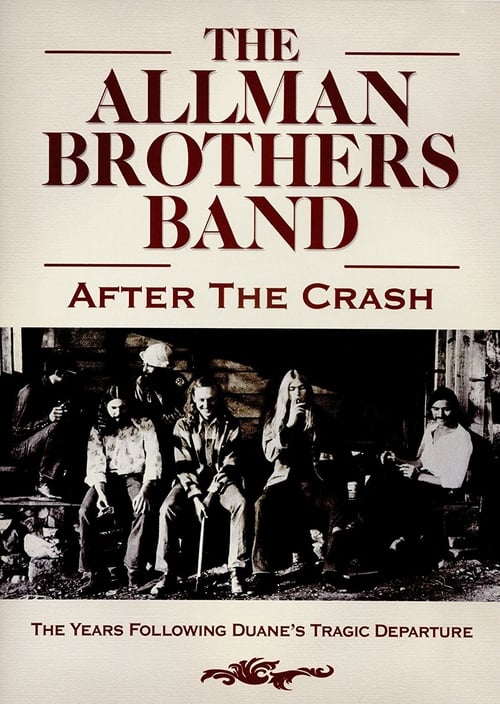 THE
ALLMAN
BROTHERS
BAND
AFTER THE CRASH
THE YEARS FOLLOWING DUANE'S TRAGIC DEPARTURE